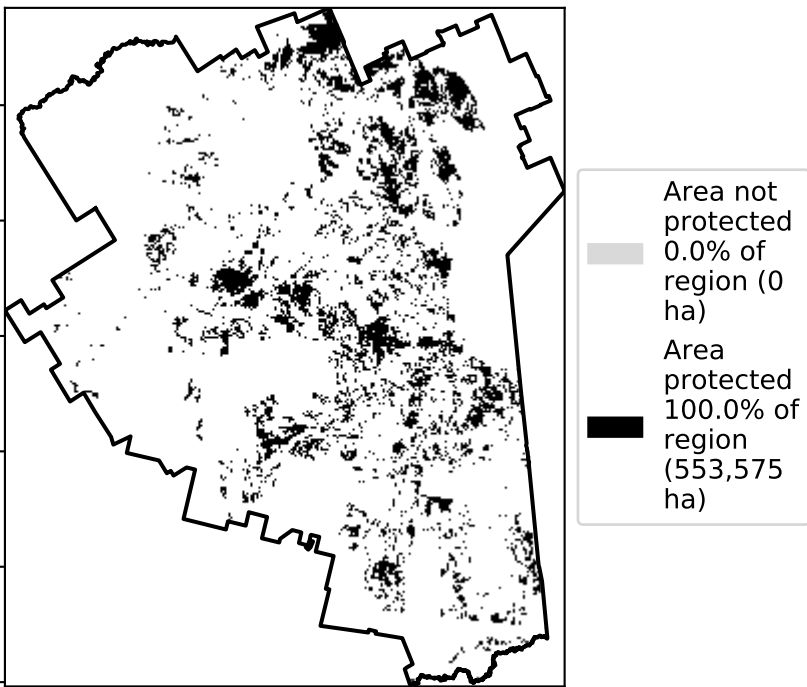 Area not
protected
0.0% of
region (0
ha)
Area
protected
100.0% of
region
(553,575
ha)